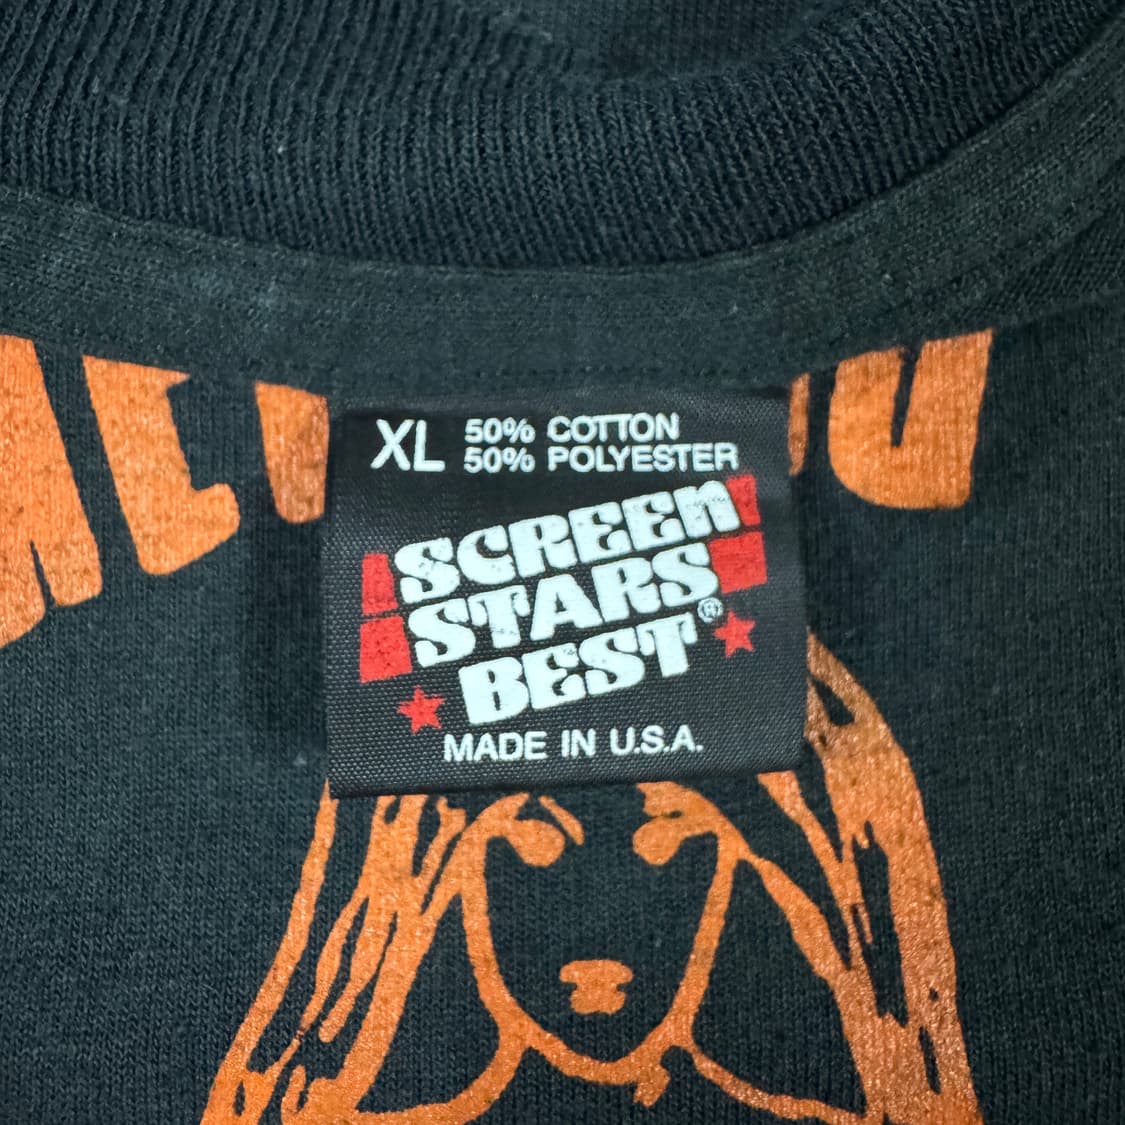 XL 50% COTTON
50% POLYESTER
SCREEN
STARS
BEST®
MADE IN U.S.A.